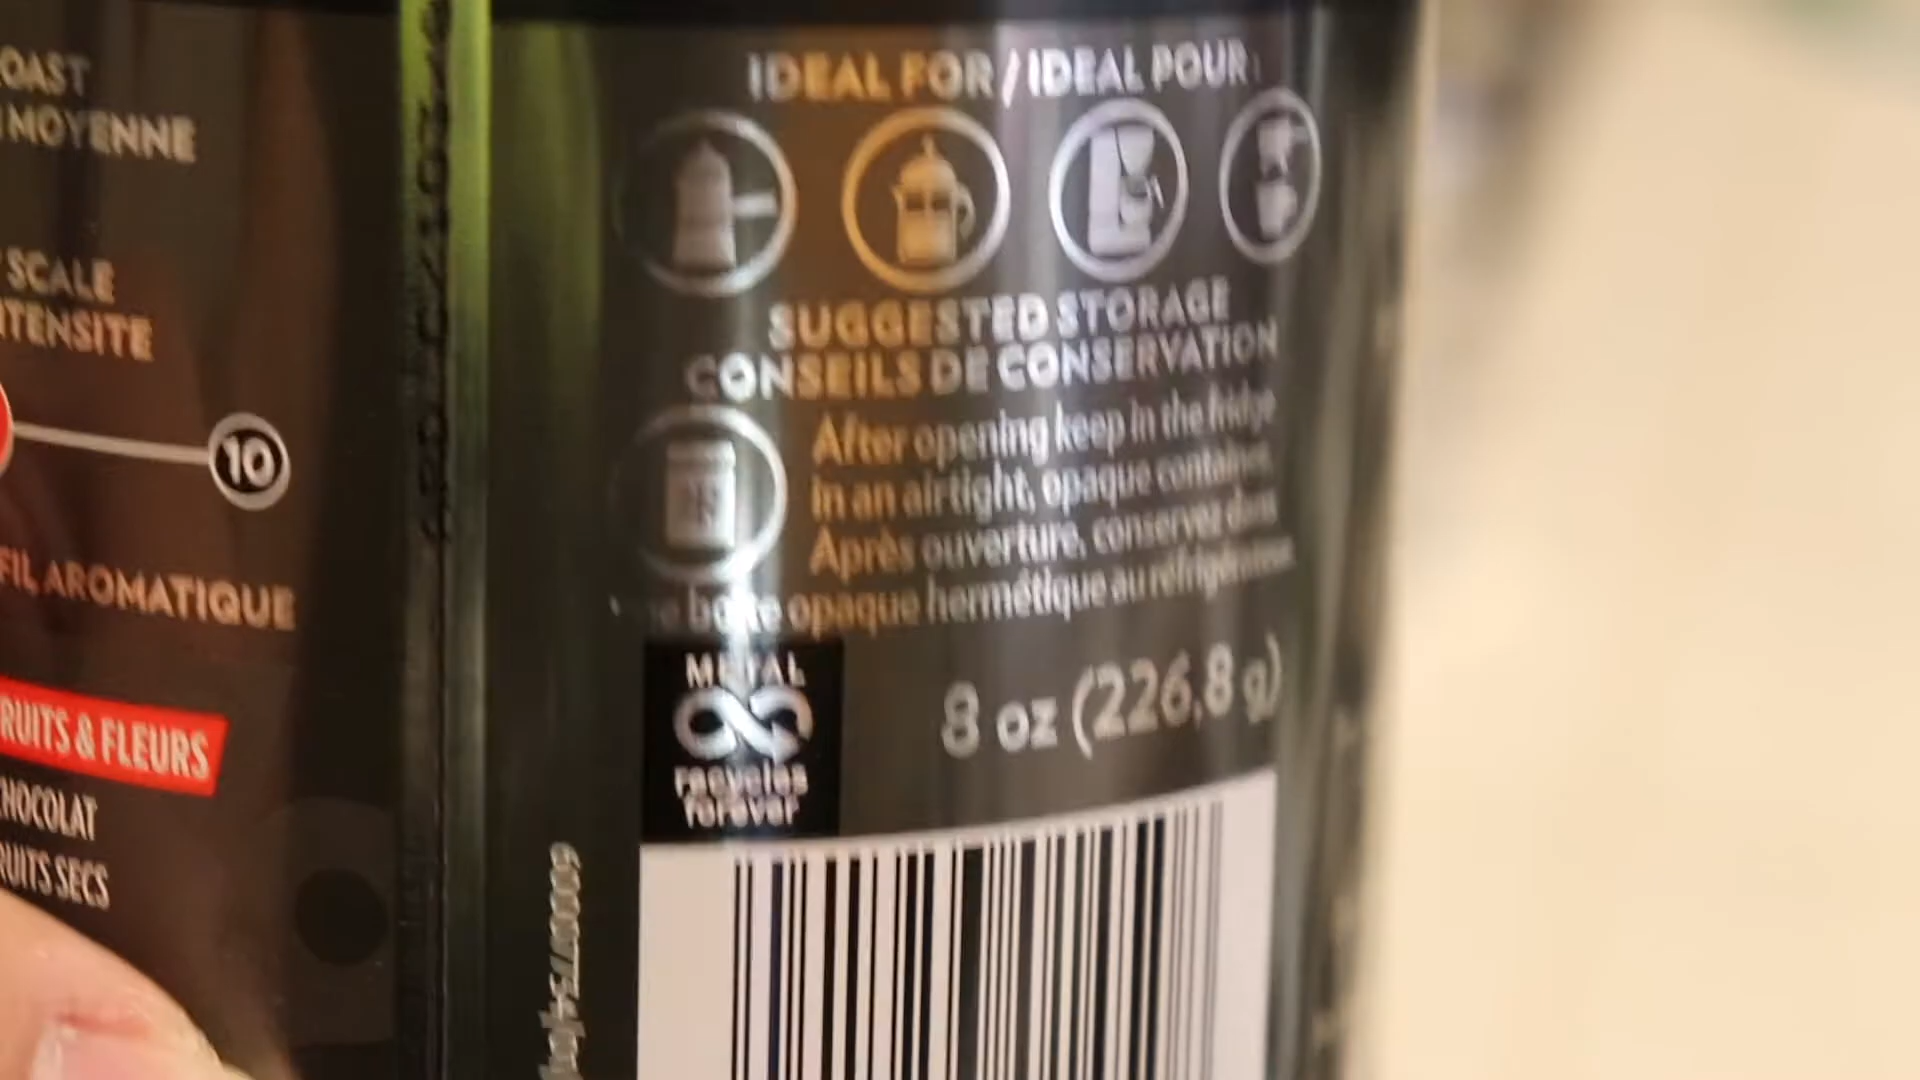 OAST
MOYENNE
SCALE
NTENSITE
10
FIL AROMATIQUE
RUITS & FLEURS
CHOCOLAT
RUITS SECS
IDEAL FOR / IDEAL POUR:
SUGGESTED STORAGE
CONSEILS DE CONSERVATION
After opening keep in the fridge
in an airtight, opaque container.
Après ouverture, conservez dans
une boîte opaque hermétique au réfrigérateur.
METAL
recycles
forever
8 oz (226,8 g)